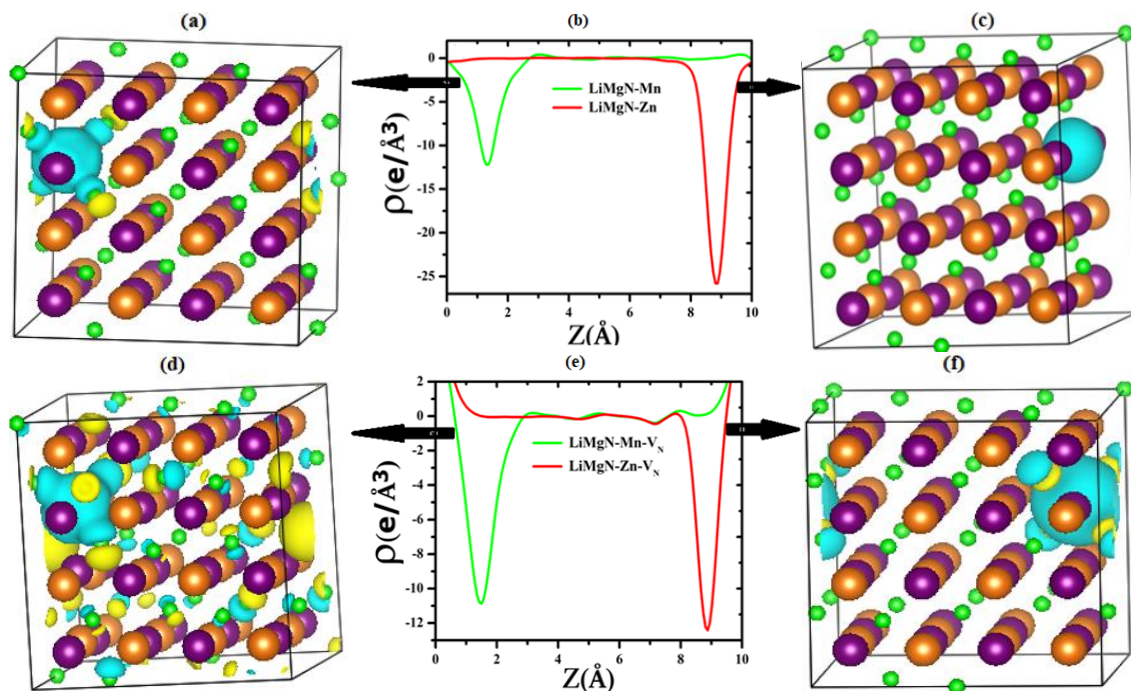 (a)
(b)
(c)
0
-5
-10
-15
-20
-25
ρ(e/Å³)
LiMgN-Mn
LiMgN-Zn
0 2 4 6 8 10
Z(Å)
(d)
(e)
(f)
2
0
-2
-4
-6
-8
-10
-12
ρ(e/Å³)
LiMgN-Mn-V_N
LiMgN-Zn-V_N
0 2 4 6 8 10
Z(Å)